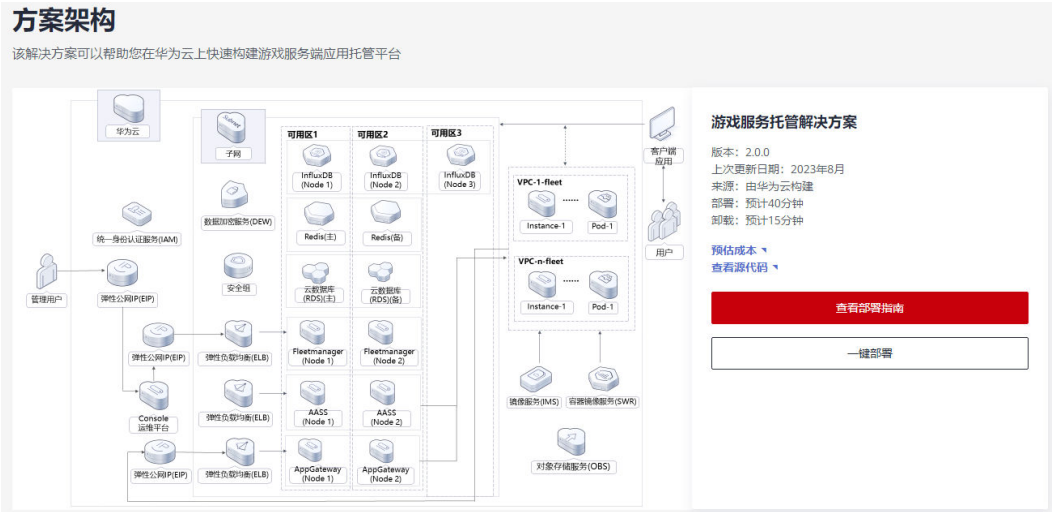 方案架构
该解决方案可以帮助您在华为云上快速构建游戏服务端应用托管平台
华为云
Subnet
子网
可用区1
可用区2
可用区3
InfluxDB
(Node 1)
InfluxDB
(Node 2)
InfluxDB
(Node 3)
客户端
应用
数据加密服务(DEW)
统一身份认证服务(IAM)
Redis(主)
Redis(备)
VPC-1-fleet
......
Instance-1
Pod-1
用户
管理用户
IP
弹性公网IP(EIP)
安全组
云数据库
(RDS)(主)
云数据库
(RDS)(备)
VPC-n-fleet
......
Instance-1
Pod-1
IP
弹性公网IP(EIP)
弹性负载均衡(ELB)
Fleetmanager
(Node 1)
Fleetmanager
(Node 2)
Console
运维平台
弹性负载均衡(ELB)
AASS
(Node 1)
AASS
(Node 2)
镜像服务(IMS)
容器镜像服务(SWR)
IP
弹性公网IP(EIP)
弹性负载均衡(ELB)
AppGateway
(Node 1)
AppGateway
(Node 2)
对象存储服务(OBS)
游戏服务托管解决方案
版本：2.0.0
上次更新日期：2023年8月
来源：由华为云构建
部署：预计40分钟
卸载：预计15分钟
预估成本
查看源代码
查看部署指南
一键部署